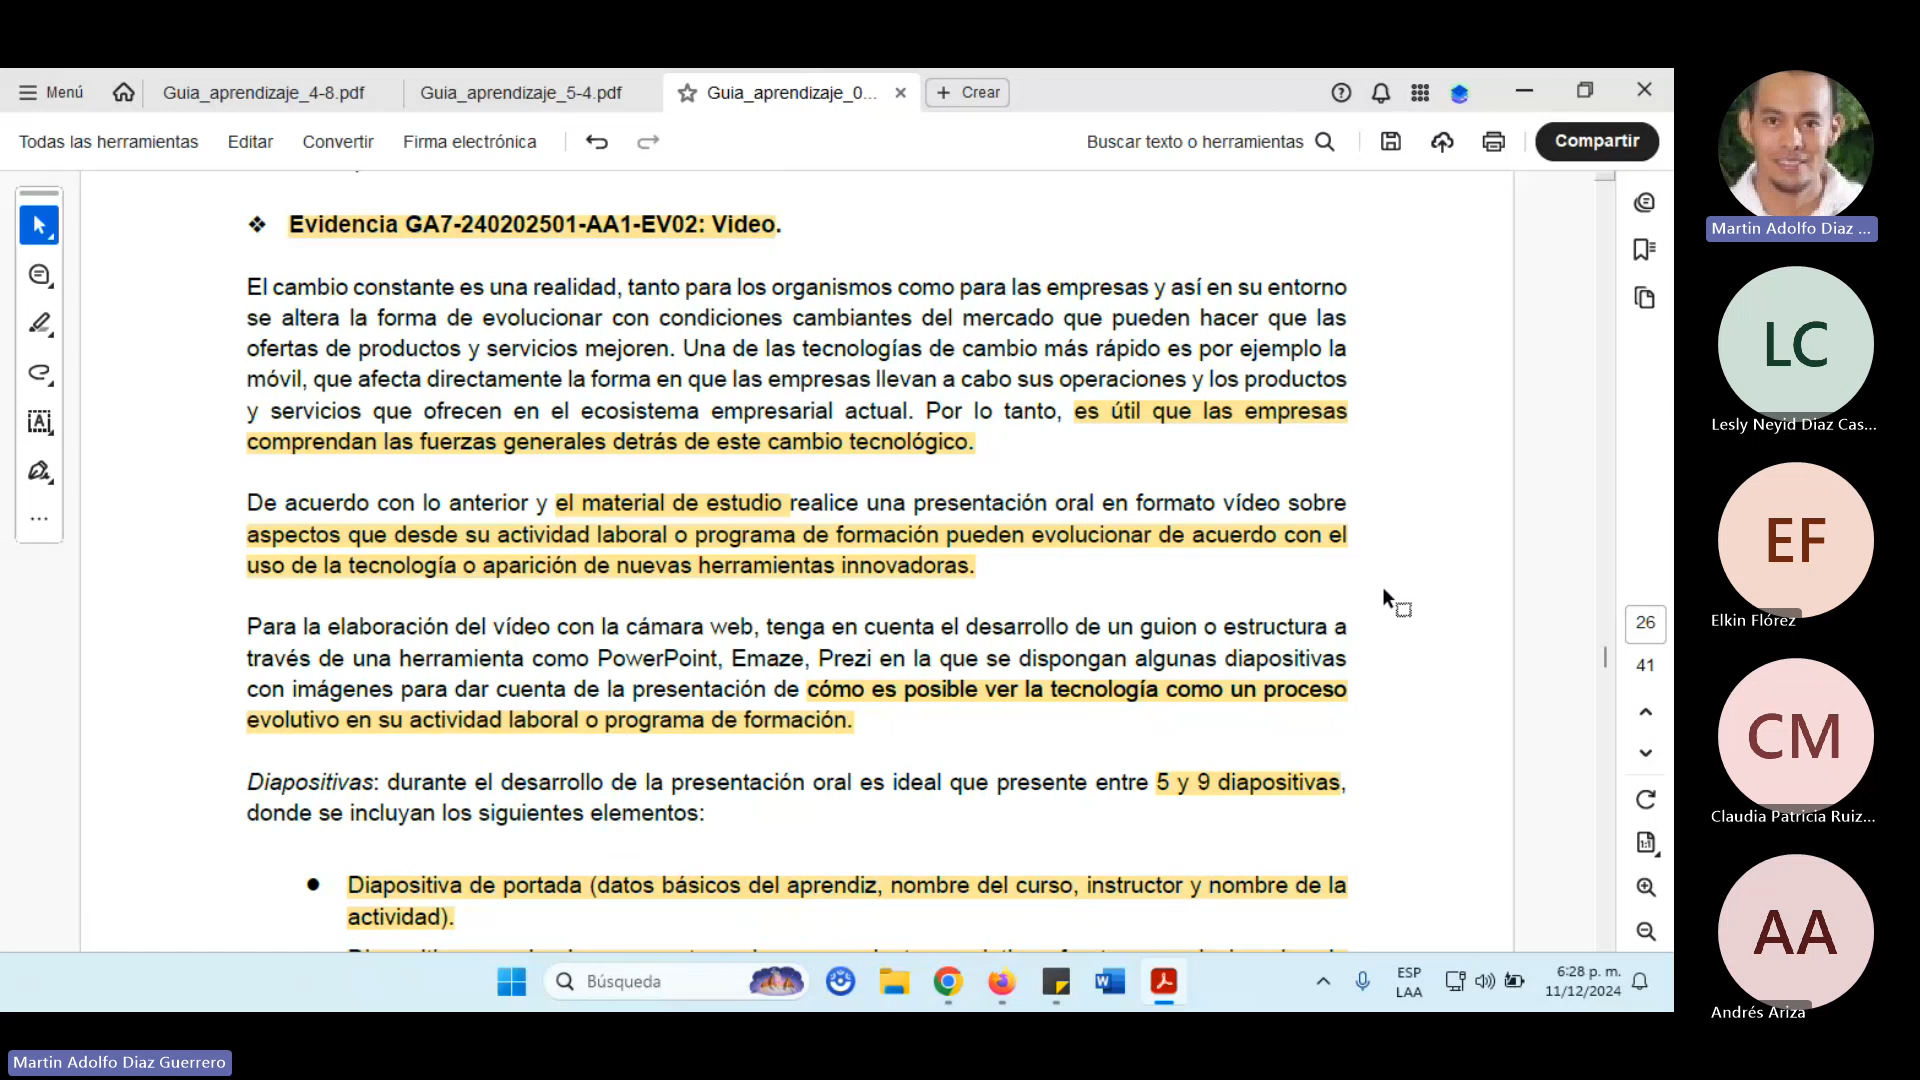 Menú
Guia_aprendizaje_4-8.pdf
Guia_aprendizaje_5-4.pdf
Guia_aprendizaje_0...
Crear
Todas las herramientas
Editar
Convertir
Firma electrónica
Buscar texto o herramientas
Compartir
❖ Evidencia GA7-240202501-AA1-EV02: Video.
El cambio constante es una realidad, tanto para los organismos como para las empresas y así en su entorno
se altera la forma de evolucionar con condiciones cambiantes del mercado que pueden hacer que las
ofertas de productos y servicios mejoren. Una de las tecnologías de cambio más rápido es por ejemplo la
móvil, que afecta directamente la forma en que las empresas llevan a cabo sus operaciones y los productos
y servicios que ofrecen en el ecosistema empresarial actual. Por lo tanto, es útil que las empresas
comprendan las fuerzas generales detrás de este cambio tecnológico.
De acuerdo con lo anterior y el material de estudio realice una presentación oral en formato vídeo sobre
aspectos que desde su actividad laboral o programa de formación pueden evolucionar de acuerdo con el
uso de la tecnología o aparición de nuevas herramientas innovadoras.
Para la elaboración del vídeo con la cámara web, tenga en cuenta el desarrollo de un guion o estructura a
través de una herramienta como PowerPoint, Emaze, Prezi en la que se dispongan algunas diapositivas
con imágenes para dar cuenta de la presentación de cómo es posible ver la tecnología como un proceso
evolutivo en su actividad laboral o programa de formación.
Diapositivas: durante el desarrollo de la presentación oral es ideal que presente entre 5 y 9 diapositivas,
donde se incluyan los siguientes elementos:
● Diapositiva de portada (datos básicos del aprendiz, nombre del curso, instructor y nombre de la
actividad).
26
41
1:1
Búsqueda
ESP
LAA
6:28 p. m.
11/12/2024
Martin Adolfo Diaz ...
LC
Lesly Neyid Diaz Cas...
EF
Elkin Flórez
CM
Claudia Patricia Ruiz...
AA
Andrés Ariza
Martin Adolfo Diaz Guerrero